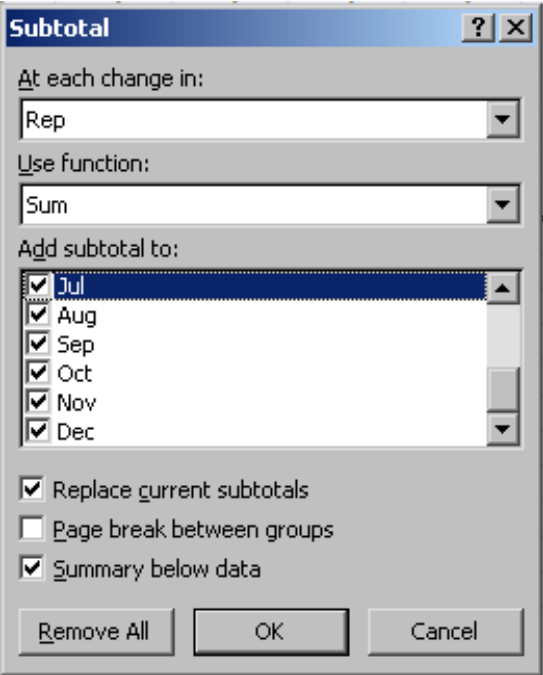 Subtotal
At each change in:
Rep
Use function:
Sum
Add subtotal to:
Jul
Aug
Sep
Oct
Nov
Dec
Replace current subtotals
Page break between groups
Summary below data
Remove All OK Cancel